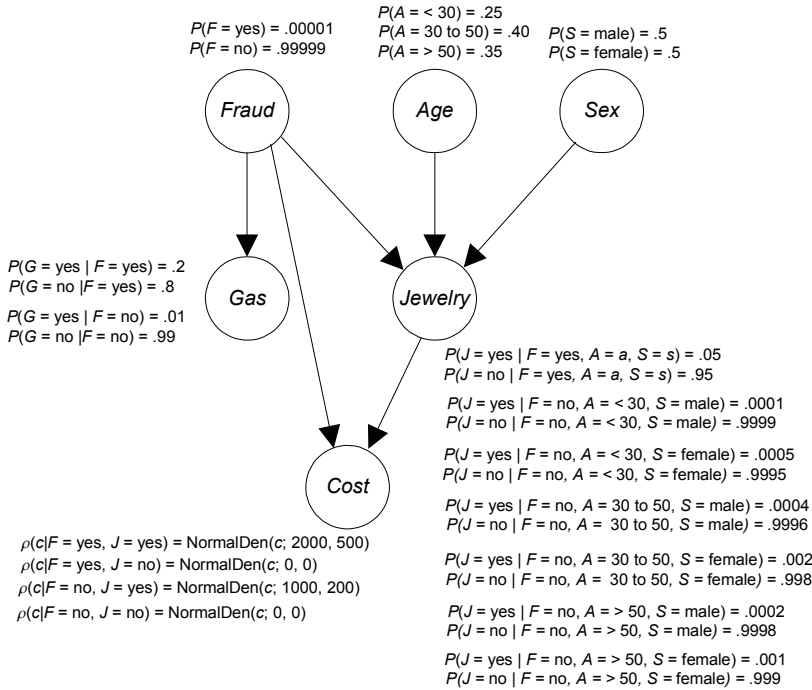 P(F = yes) = .00001
P(F = no) = .99999
P(A = < 30) = .25
P(A = 30 to 50) = .40
P(A = > 50) = .35
P(S = male) = .5
P(S = female) = .5
Fraud
Age
Sex
P(G = yes | F = yes) = .2
P(G = no |F = yes) = .8
P(G = yes | F = no) = .01
P(G = no |F = no) = .99
Gas
Jewelry
P(J = yes | F = yes, A = a, S = s) = .05
P(J = no | F = yes, A = a, S = s) = .95
P(J = yes | F = no, A = < 30, S = male) = .0001
P(J = no | F = no, A = < 30, S = male) = .9999
P(J = yes | F = no, A = < 30, S = female) = .0005
P(J = no | F = no, A = < 30, S = female) = .9995
P(J = yes | F = no, A = 30 to 50, S = male) = .0004
P(J = no | F = no, A = 30 to 50, S = male) = .9996
P(J = yes | F = no, A = 30 to 50, S = female) = .002
P(J = no | F = no, A = 30 to 50, S = female) = .998
P(J = yes | F = no, A = > 50, S = male) = .0002
P(J = no | F = no, A = > 50, S = male) = .9998
P(J = yes | F = no, A = > 50, S = female) = .001
P(J = no | F = no, A = > 50, S = female) = .999
Cost
ρ(c|F = yes, J = yes) = NormalDen(c; 2000, 500)
ρ(c|F = yes, J = no) = NormalDen(c; 0, 0)
ρ(c|F = no, J = yes) = NormalDen(c; 1000, 200)
ρ(c|F = no, J = no) = NormalDen(c; 0, 0)